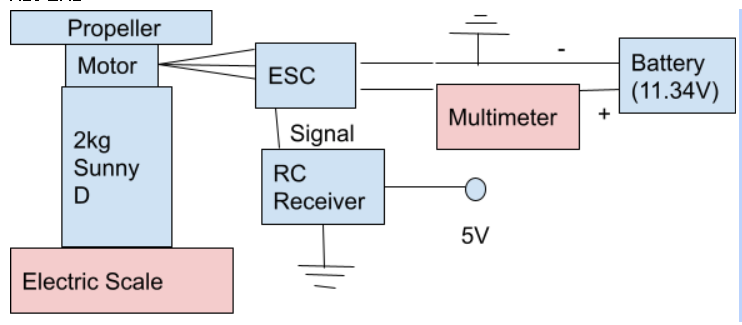 Propeller
Motor
ESC
-
Battery
(11.34V)
Multimeter
+
2kg
Sunny
D
Signal
RC
Receiver
5V
Electric Scale